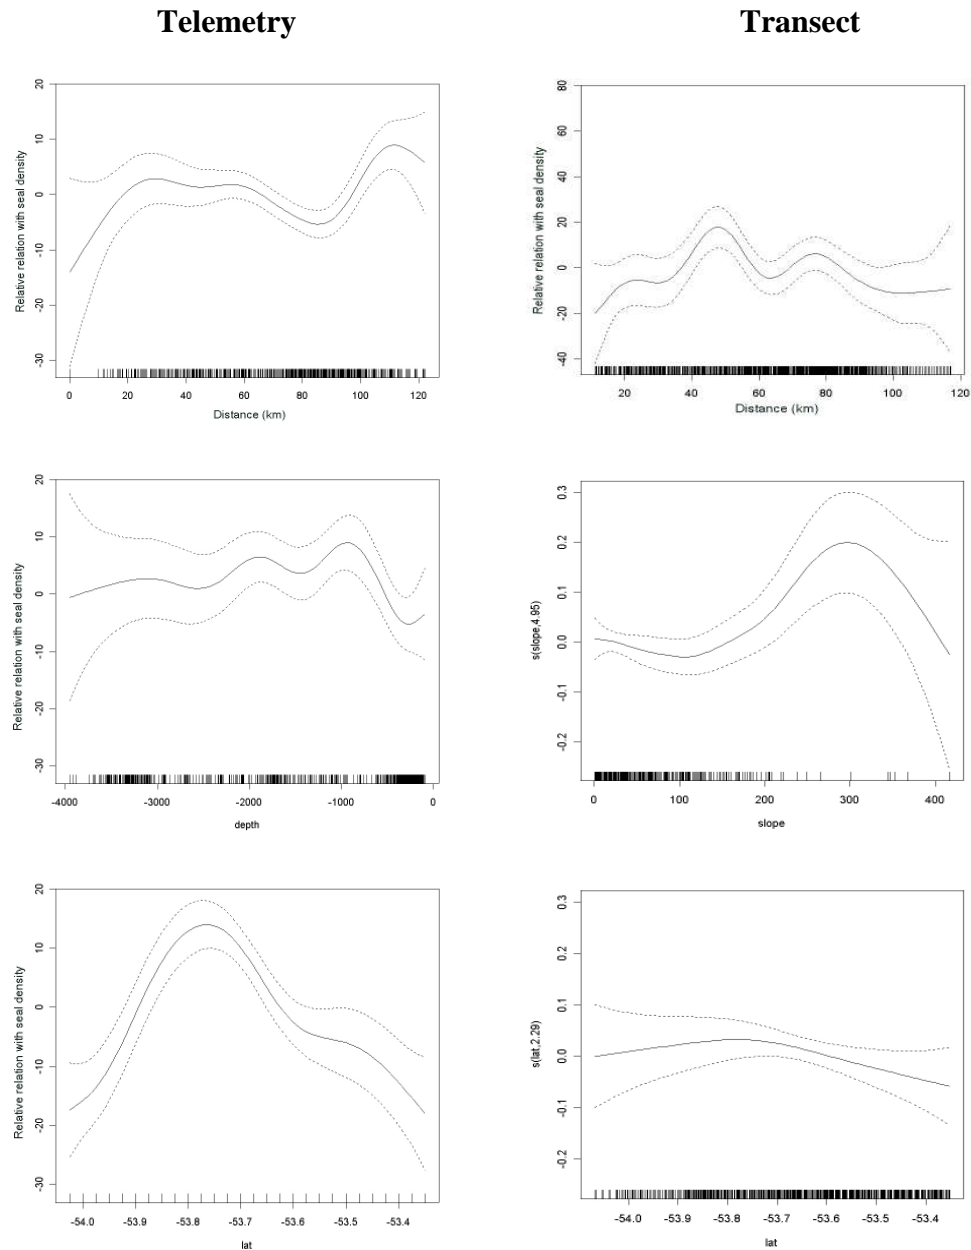 Telemetry Transect
Relative relation with seal density
20
10
0
-10
-20
-30
0 20 40 60 80 100 120
Distance (km)
Relative relation with seal density
80
60
40
20
0
-20
-40
20 40 60 80 100 120
Distance (km)
Relative relation with seal density
20
10
0
-10
-20
-30
-4000 -3000 -2000 -1000 0
depth
s(slope,4.95)
0.3
0.2
0.1
0.0
-0.1
-0.2
0 100 200 300 400
slope
Relative relation with seal density
20
10
0
-10
-20
-30
-54.0 -53.9 -53.8 -53.7 -53.6 -53.5 -53.4
lat
s(lat,2.29)
0.3
0.2
0.1
0.0
-0.1
-0.2
-54.0 -53.9 -53.8 -53.7 -53.6 -53.5 -53.4
lat